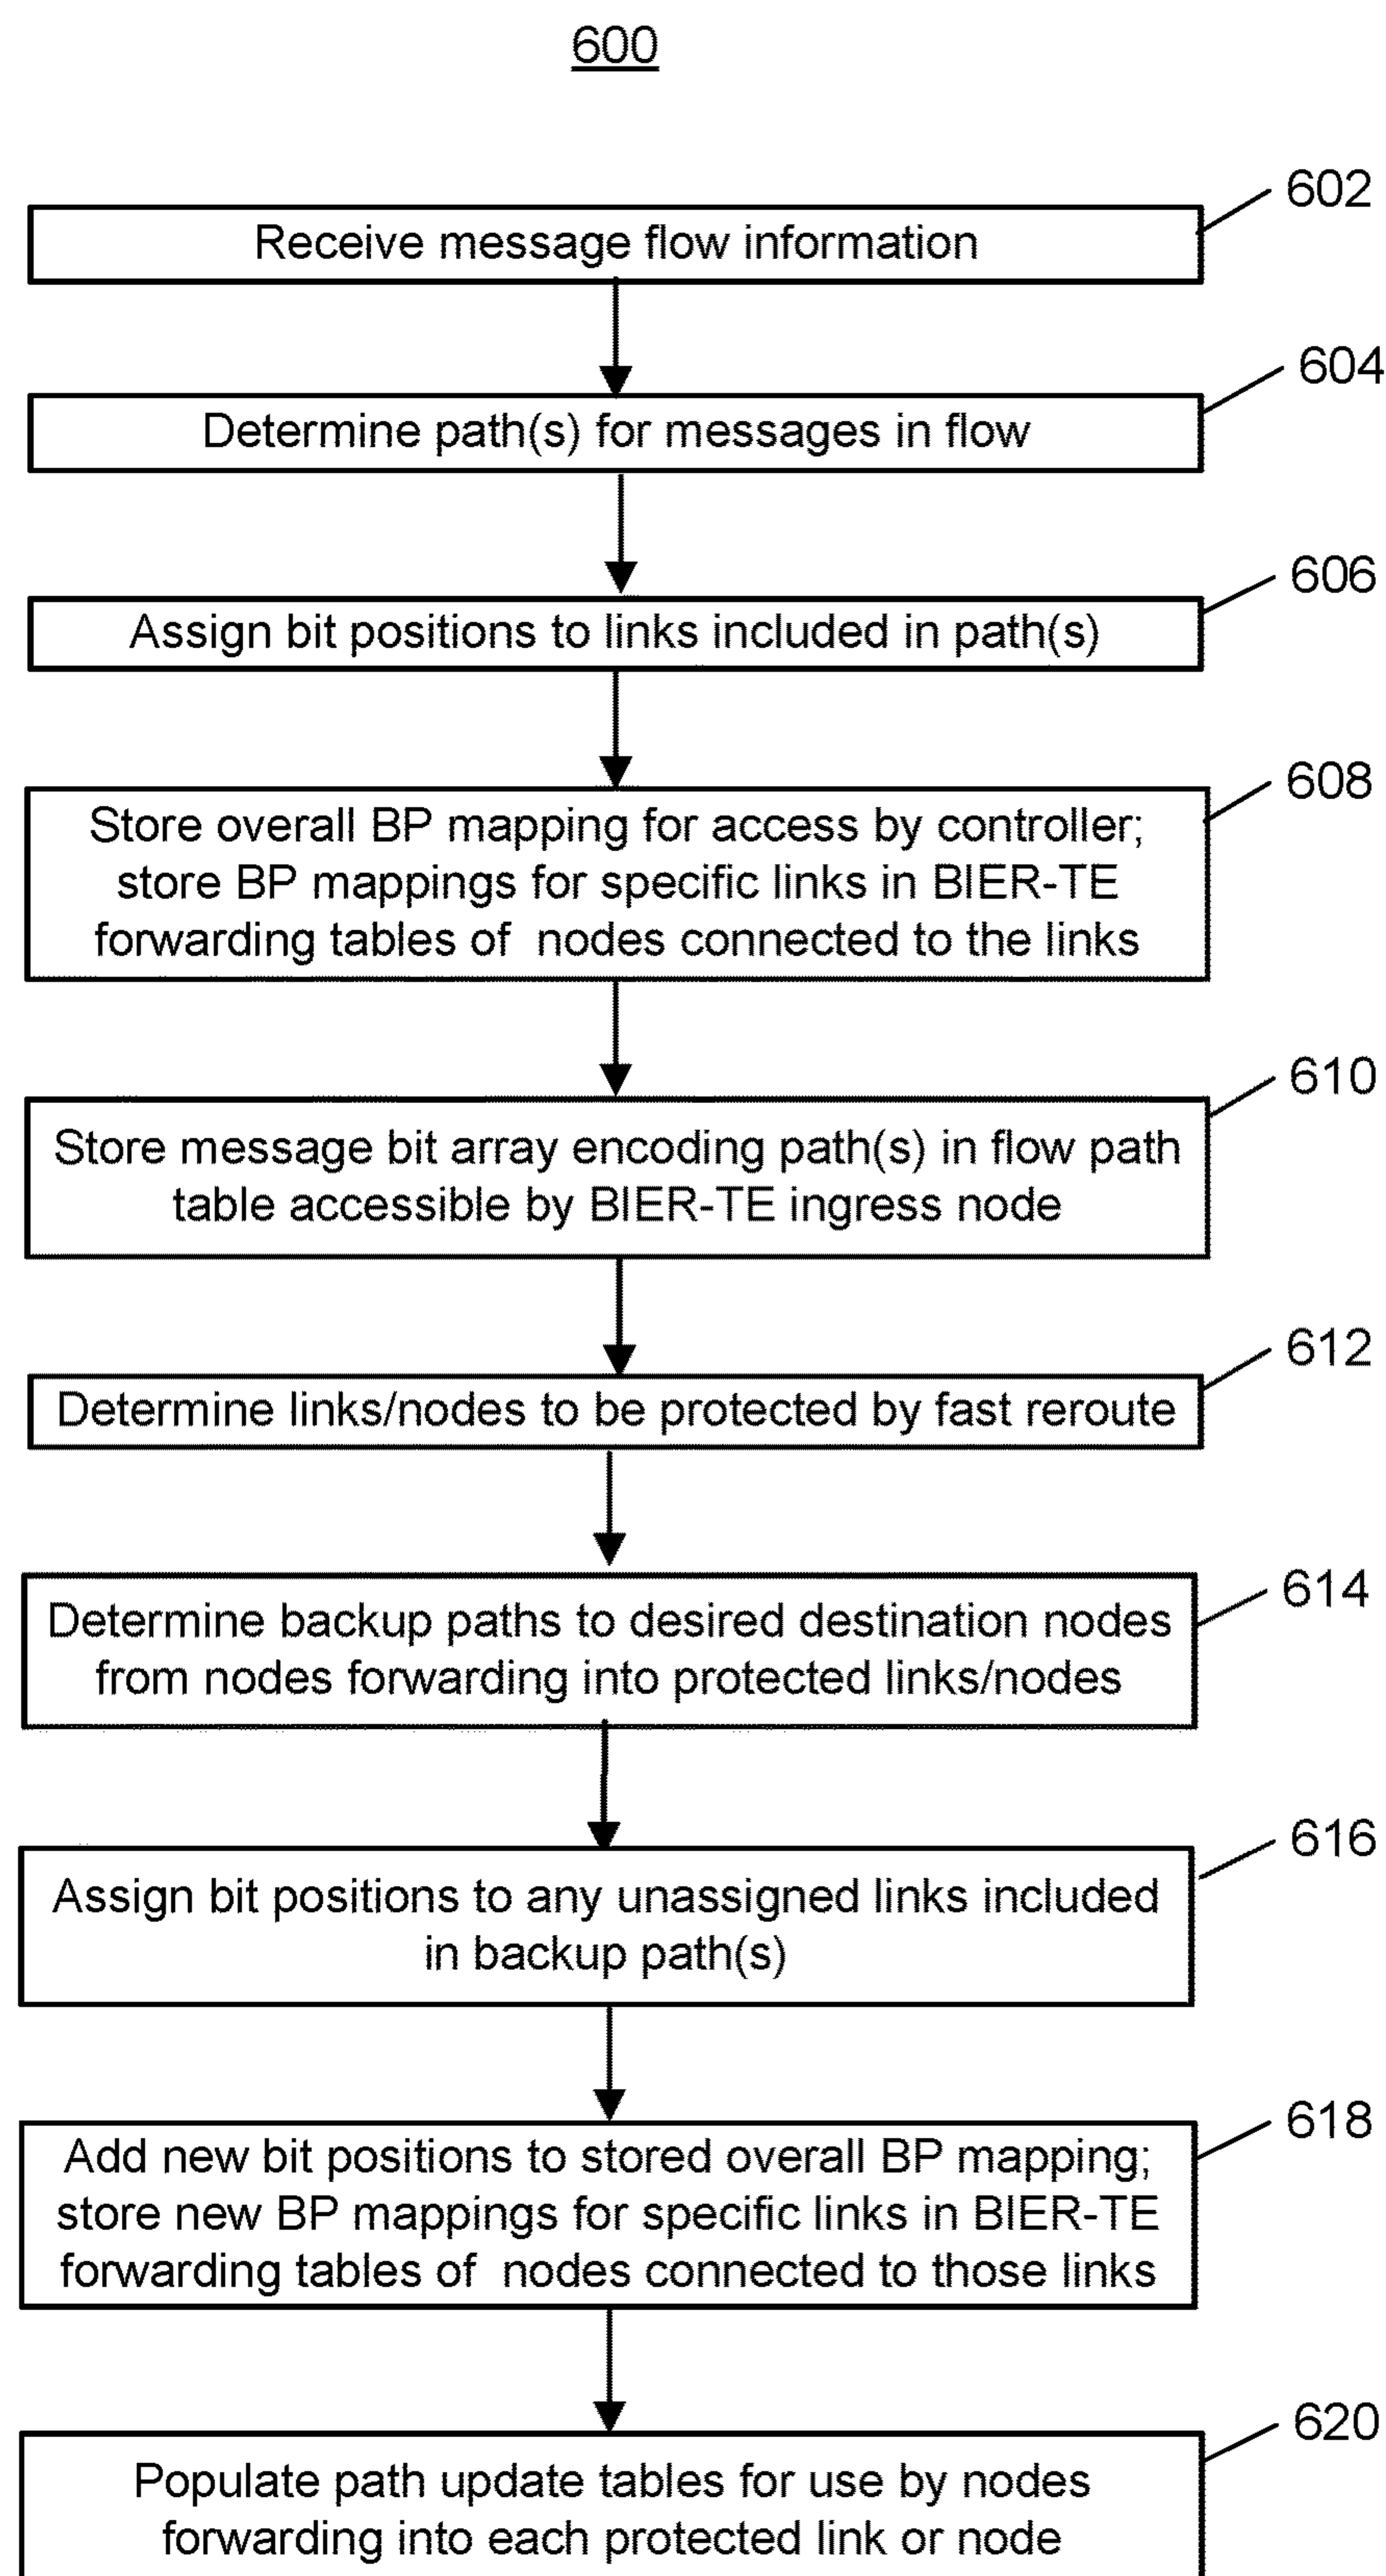 600
602
Receive message flow information
604
Determine path(s) for messages in flow
606
Assign bit positions to links included in path(s)
608
Store overall BP mapping for access by controller;
store BP mappings for specific links in BIER-TE
forwarding tables of nodes connected to the links
610
Store message bit array encoding path(s) in flow path
table accessible by BIER-TE ingress node
612
Determine links/nodes to be protected by fast reroute
614
Determine backup paths to desired destination nodes
from nodes forwarding into protected links/nodes
616
Assign bit positions to any unassigned links included
in backup path(s)
618
Add new bit positions to stored overall BP mapping;
store new BP mappings for specific links in BIER-TE
forwarding tables of nodes connected to those links
620
Populate path update tables for use by nodes
forwarding into each protected link or node